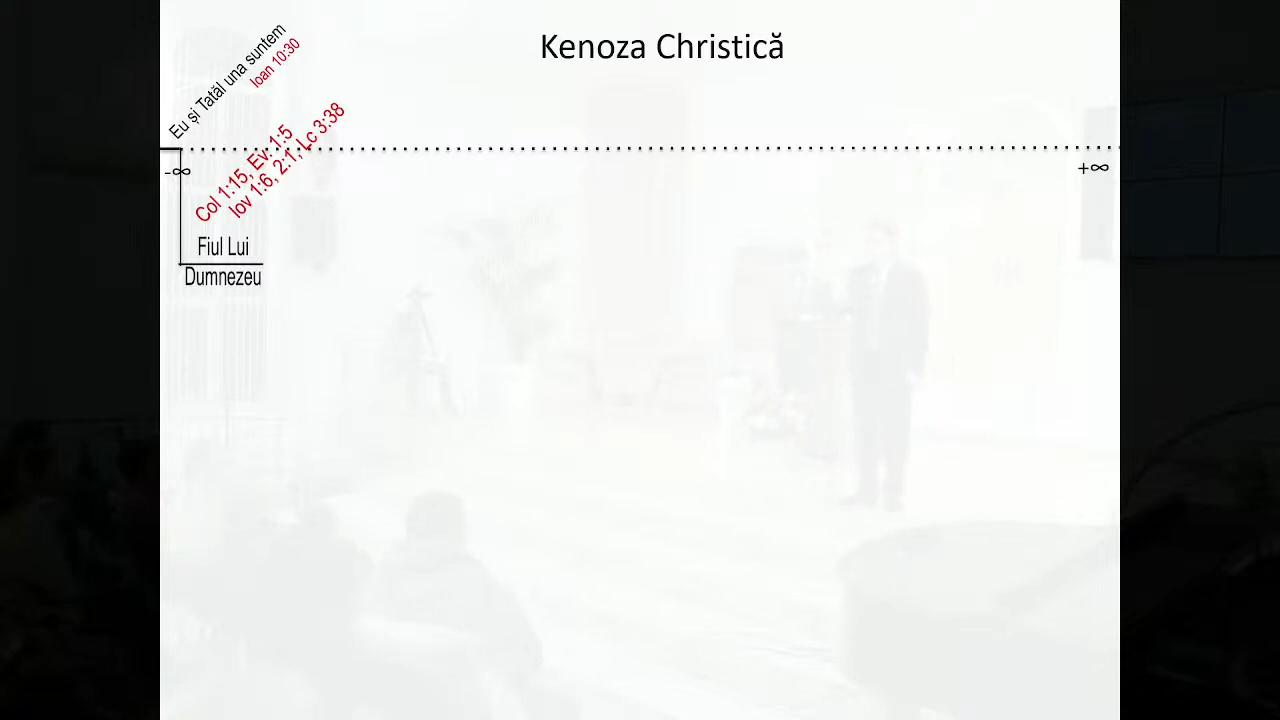 Kenoza Christică
Eu și Tatăl una suntem
Ioan 10:30
Col 1:15, Ev. 1:5
Iov 1:6, 2:1, Lc 3:38
-∞
+∞
Fiul Lui
Dumnezeu